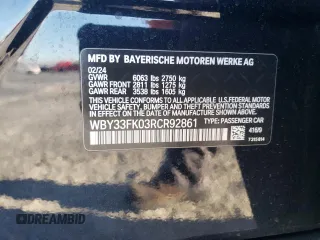 MFD BY BAYERISCHE MOTOREN WERKE AG
02/24
GVWR 6063 lbs 2750 kg
GAWR FRONT 2811 lbs 1275 kg
GAWR REAR 3538 lbs 1605 kg
THIS VEHICLE CONFORMS TO ALL APPLICABLE FEDERAL MOTOR
VEHICLE SAFETY, BUMPER AND THEFT PREVENTION STANDARDS
IN EFFECT ON THE DATE OF MANUFACTURE SHOWN ABOVE.
WBY33FK03RCR92861 TYPE: PASSENGER CAR
416/9
DREAMBID